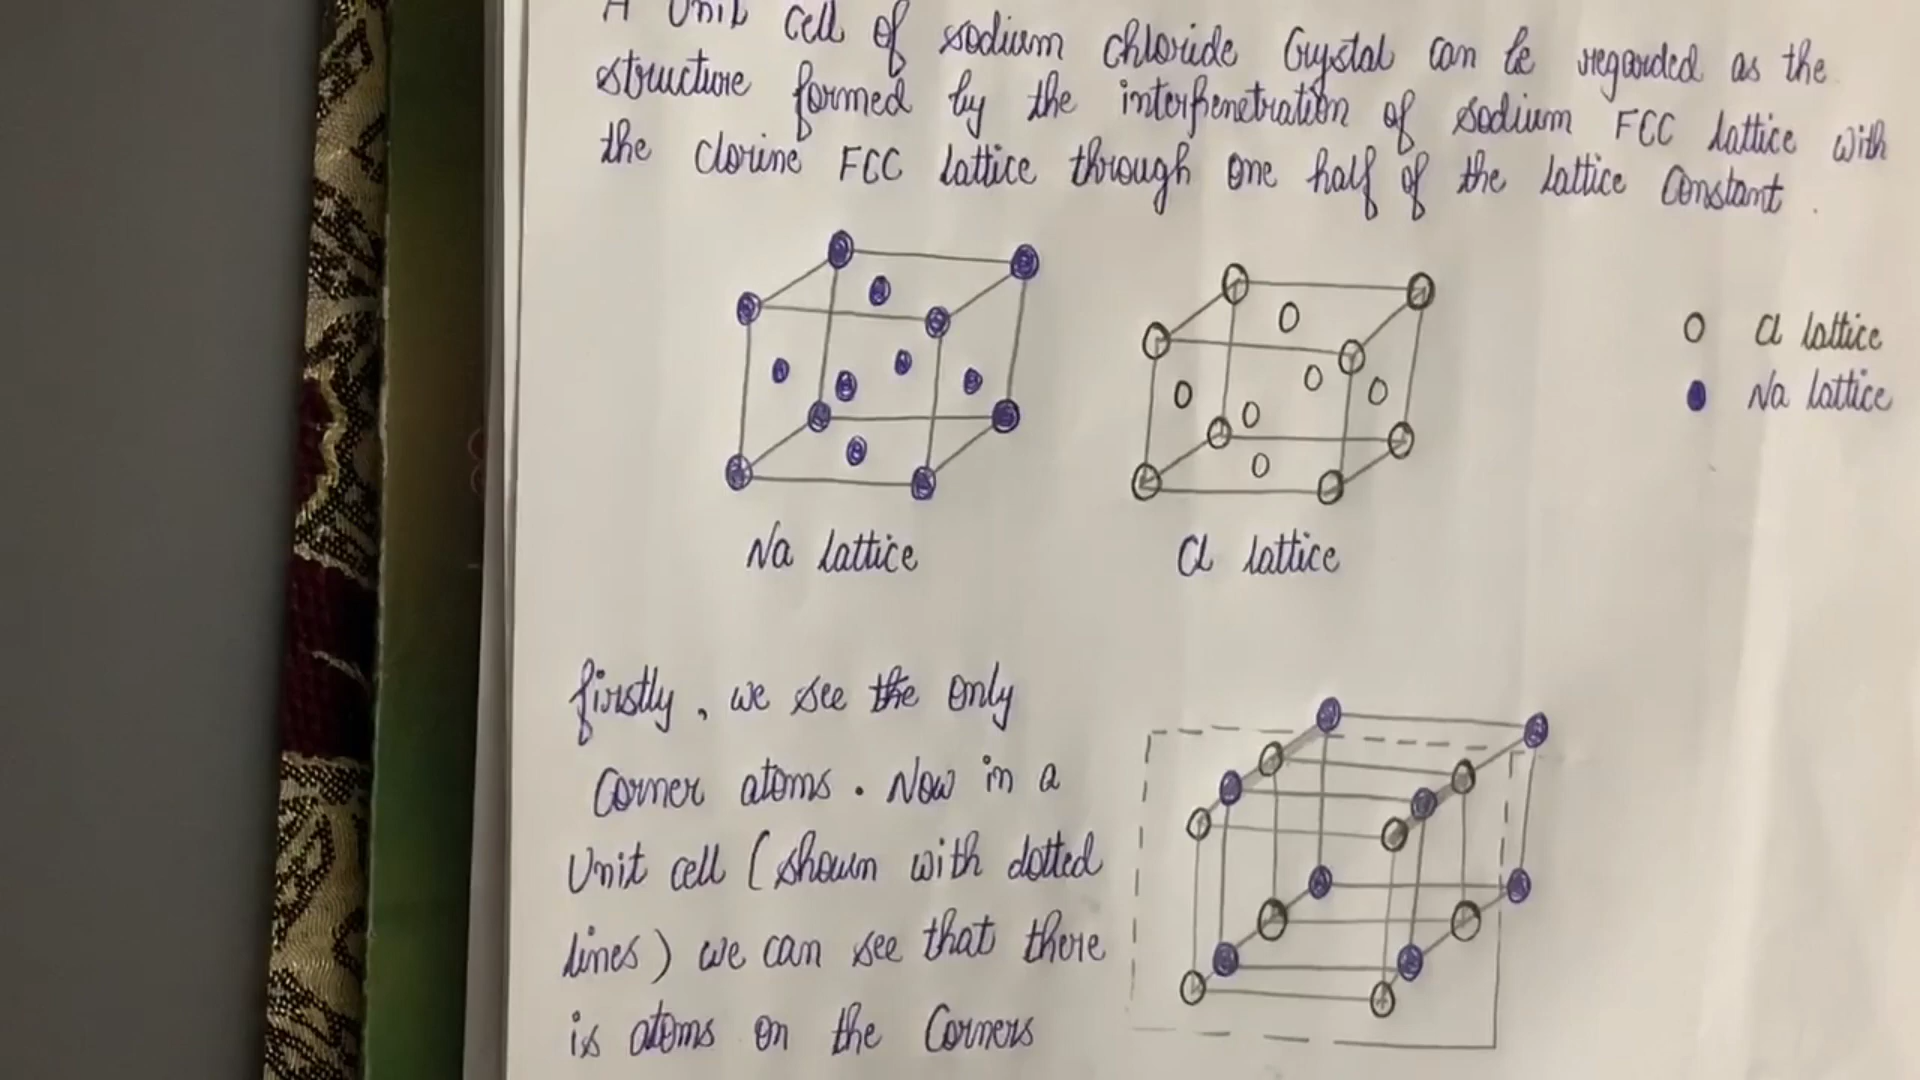 A Unit cell of sodium chloride Crystal can be regarded as the
structure formed by the interpenetration of sodium FCC lattice with
the clorine FCC lattice through one half of the lattice Constant.
Cl lattice
Na lattice
Na lattice
Cl lattice
firstly, we see the only
Corner atoms. Now in a
Unit cell (shown with dotted
lines) we can see that there
is atoms on the Corners